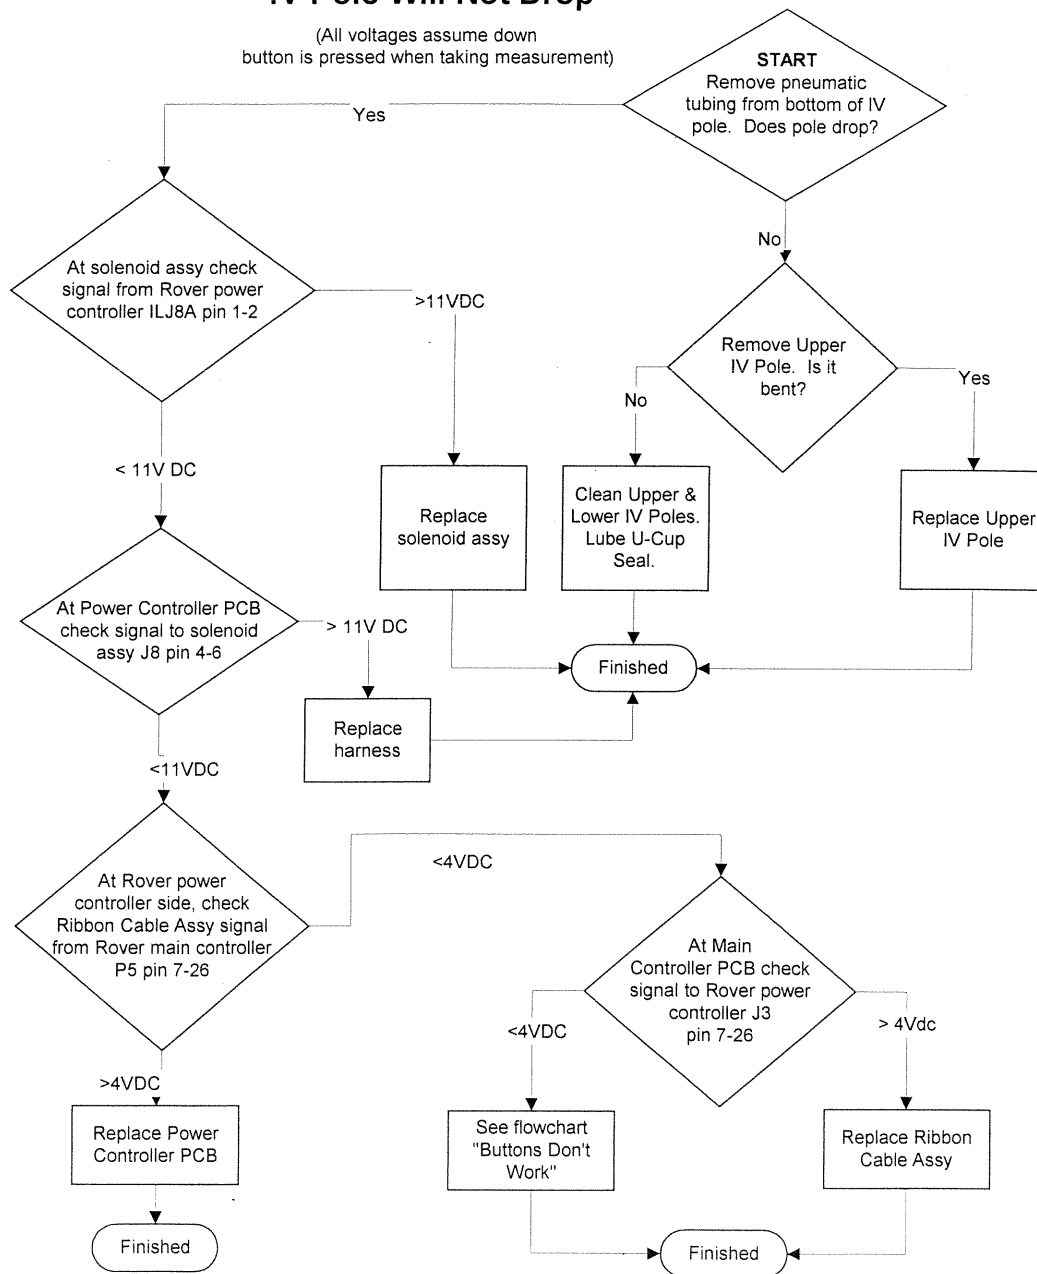 IV Pole Will Not Drop
(All voltages assume down
button is pressed when taking measurement)
START
Remove pneumatic
tubing from bottom of IV
pole. Does pole drop?
Yes
No
At solenoid assy check
signal from Rover power
controller ILJ8A pin 1-2
>11VDC
< 11V DC
Remove Upper
IV Pole. Is it
bent?
No
Yes
Replace
solenoid assy
Clean Upper &
Lower IV Poles.
Lube U-Cup
Seal.
Replace Upper
IV Pole
At Power Controller PCB
check signal to solenoid
assy J8 pin 4-6
> 11V DC
Finished
Replace
harness
<11VDC
At Rover power
controller side, check
Ribbon Cable Assy signal
from Rover main controller
P5 pin 7-26
<4VDC
At Main
Controller PCB check
signal to Rover power
controller J3
pin 7-26
<4VDC
> 4Vdc
>4VDC
Replace Power
Controller PCB
See flowchart
"Buttons Don't
Work"
Replace Ribbon
Cable Assy
Finished
Finished